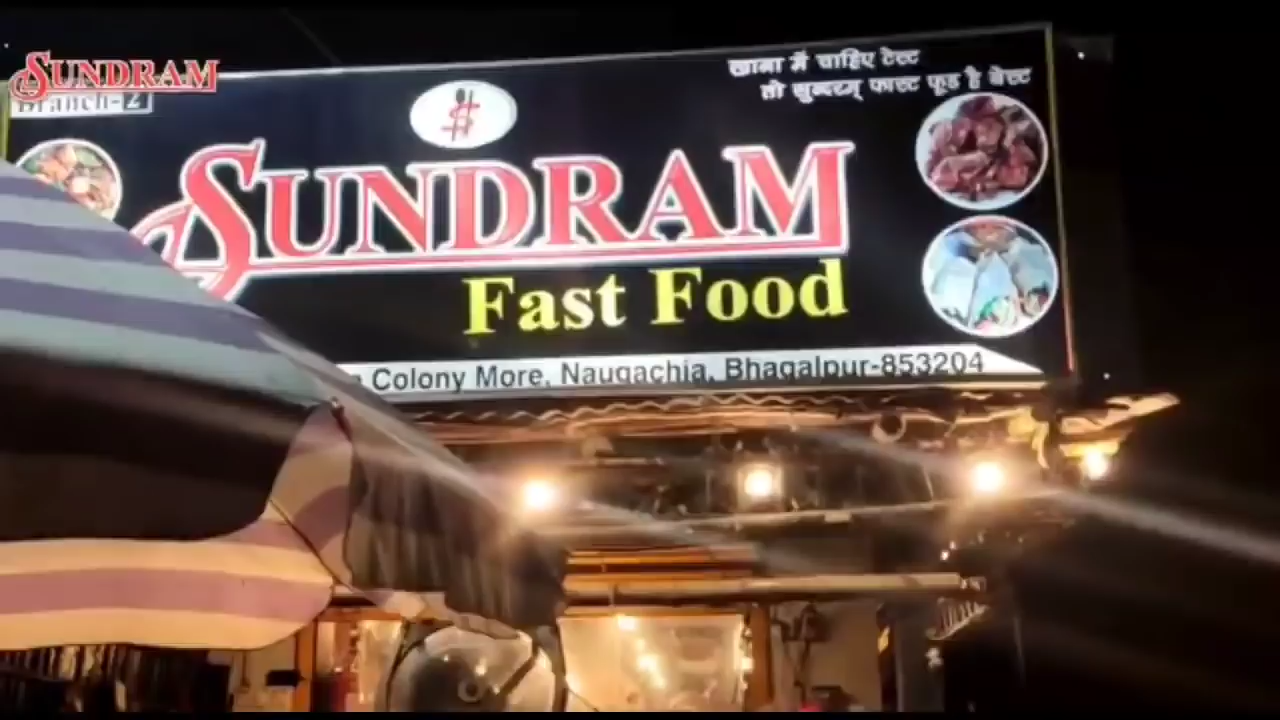 SUNDRAM
Branch-2
खाना में चाहिए टेस्ट
तो सुन्दरम् फास्ट फूड है बेस्ट
SUNDRAM
Fast Food
Colony More, Naugachia, Bhagalpur-853204